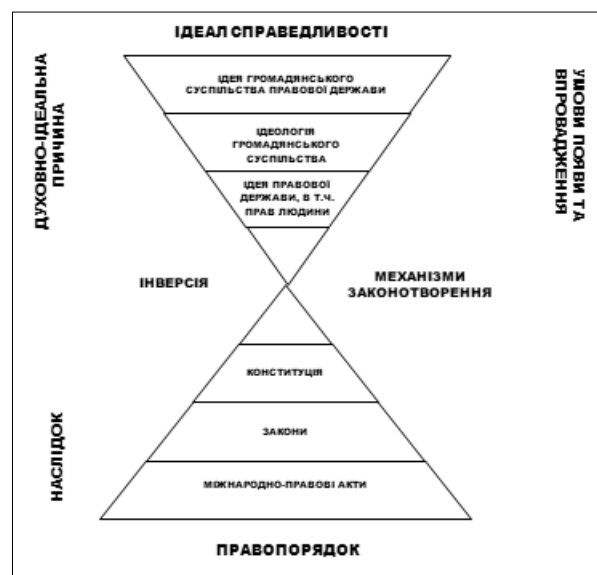 ІДЕАЛ СПРАВЕДЛИВОСТІ
ДУХОВНО-ІДЕАЛЬНА
ПРИЧИНА
ІДЕЯ ГРОМАДЯНСЬКОГО
СУСПІЛЬСТВА ПРАВОВОЇ ДЕРЖАВИ
ІДЕОЛОГІЯ
ГРОМАДЯНСЬКОГО
СУСПІЛЬСТВА
ІДЕЯ ПРАВОВОЇ
ДЕРЖАВИ, В Т.Ч.
ПРАВ ЛЮДИНИ
УМОВИ ПОЯВИ ТА
ВПРОВАДЖЕННЯ
ІНВЕРСІЯ
МЕХАНІЗМИ
ЗАКОНОТВОРЕННЯ
НАСЛІДОК
КОНСТИТУЦІЯ
ЗАКОНИ
МІЖНАРОДНО-ПРАВОВІ АКТИ
ПРАВОПОРЯДОК